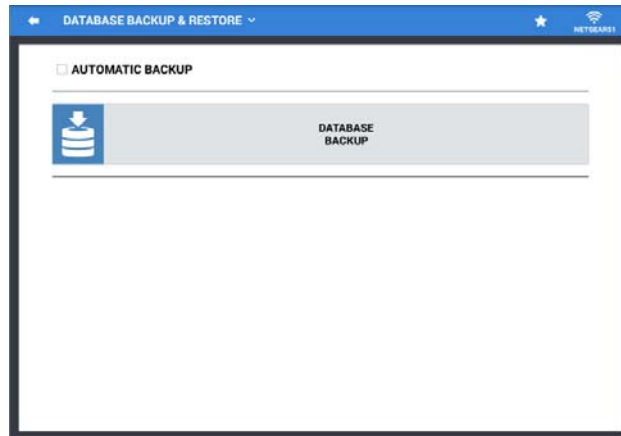 DATABASE BACKUP & RESTORE
NETGEAR51
AUTOMATIC BACKUP
DATABASE
BACKUP